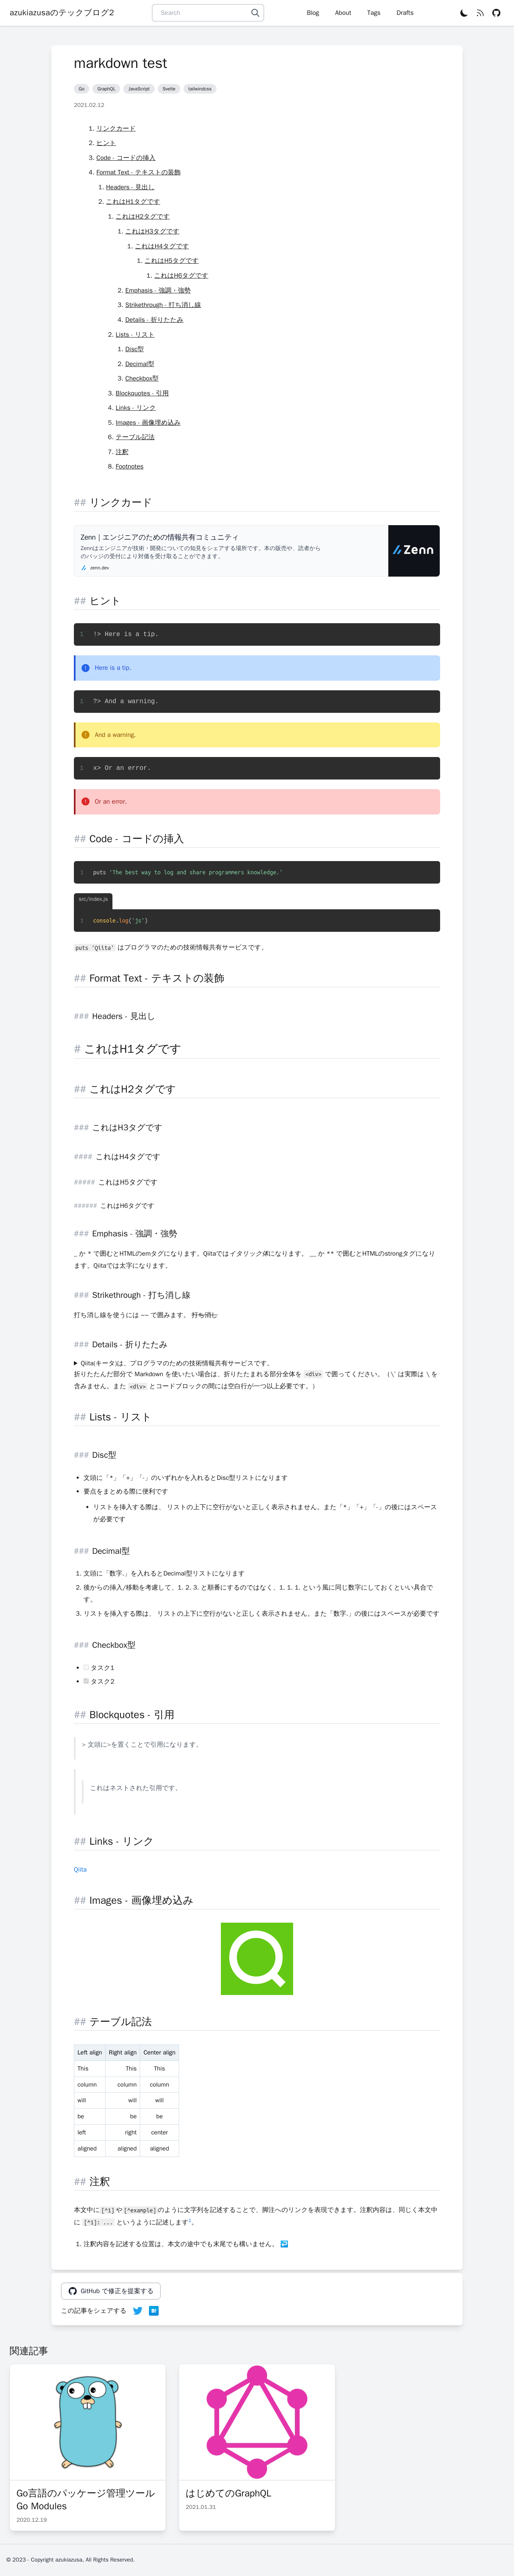 azukiazusaのテックブログ2
Search
Blog
About
Tags
Drafts
markdown test
Go
GraphQL
JavaScript
Svelte
tailwindcss
2021.02.12
1. リンクカード
2. ヒント
3. Code - コードの挿入
4. Format Text - テキストの装飾
1. Headers - 見出し
2. これはH1タグです
1. これはH2タグです
1. これはH3タグです
1. これはH4タグです
1. これはH5タグです
1. これはH6タグです
2. Emphasis - 強調・強勢
3. Strikethrough - 打ち消し線
4. Details - 折りたたみ
2. Lists - リスト
1. Disc型
2. Decimal型
3. Checkbox型
3. Blockquotes - 引用
4. Links - リンク
5. Images - 画像埋め込み
6. テーブル記法
7. 注釈
8. Footnotes
## リンクカード
Zenn | エンジニアのための情報共有コミュニティ
Zennはエンジニアが技術・開発についての知見をシェアする場所です。本の販売や、読者から
のバッジの受付により対価を受け取ることができます。
zenn.dev
Zenn
## ヒント
1 !> Here is a tip.
Here is a tip.
1 ?> And a warning.
And a warning.
1 x> Or an error.
Or an error.
## Code - コードの挿入
1 puts 'The best way to log and share programmers knowledge.'
src/index.js
1 console.log('js')
puts 'Qiita' はプログラマのための技術情報共有サービスです。
## Format Text - テキストの装飾
### Headers - 見出し
# これはH1タグです
## これはH2タグです
### これはH3タグです
#### これはH4タグです
##### これはH5タグです
###### これはH6タグです
### Emphasis - 強調・強勢
_ か * で囲むとHTMLのemタグになります。Qiitaではイタリック体になります。 __ か ** で囲むとHTMLのstrongタグになり
ます。Qiitaでは太字になります。
### Strikethrough - 打ち消し線
打ち消し線を使うには ~~ で囲みます。 打ち消し
### Details - 折りたたみ
▶ Qiita(キータ)は、プログラマのための技術情報共有サービスです。
折りたたんだ部分で Markdown を使いたい場合は、折りたたまれる部分全体を <div> で囲ってください。（\` は実際は \ を
含みません。また <div> とコードブロックの間には空白行が一つ以上必要です。）
## Lists - リスト
### Disc型
• 文頭に「*」「+」「-」のいずれかを入れるとDisc型リストになります
• 要点をまとめる際に便利です
• リストを挿入する際は、 リストの上下に空行がないと正しく表示されません。また「*」「+」「-」の後にはスペース
が必要です
### Decimal型
1. 文頭に「数字.」を入れるとDecimal型リストになります
2. 後からの挿入/移動を考慮して、1. 2. 3. と順番にするのではなく、1. 1. 1. という風に同じ数字にしておくといい具合で
す。
3. リストを挿入する際は、 リストの上下に空行がないと正しく表示されません。また「数字.」の後にはスペースが必要です
### Checkbox型
タスク1
タスク2
## Blockquotes - 引用
> 文頭に>を置くことで引用になります。
これはネストされた引用です。
## Links - リンク
Qiita
## Images - 画像埋め込み
## テーブル記法
Left align Right align Center align
This This This
column column column
will will will
be be be
left right center
aligned aligned aligned
## 注釈
本文中に[^1]や[^example]のように文字列を記述することで、脚注へのリンクを表現できます。注釈内容は、同じく本文中
に [^1]: ... というように記述します1。
1. 注釈内容を記述する位置は、本文の途中でも末尾でも構いません。 ↩
GitHub で修正を提案する
この記事をシェアする
B!
関連記事
Go言語のパッケージ管理ツール
Go Modules
2020.12.19
はじめてのGraphQL
2021.01.31
© 2023 - Copyright azukiazusa, All Rights Reserved.